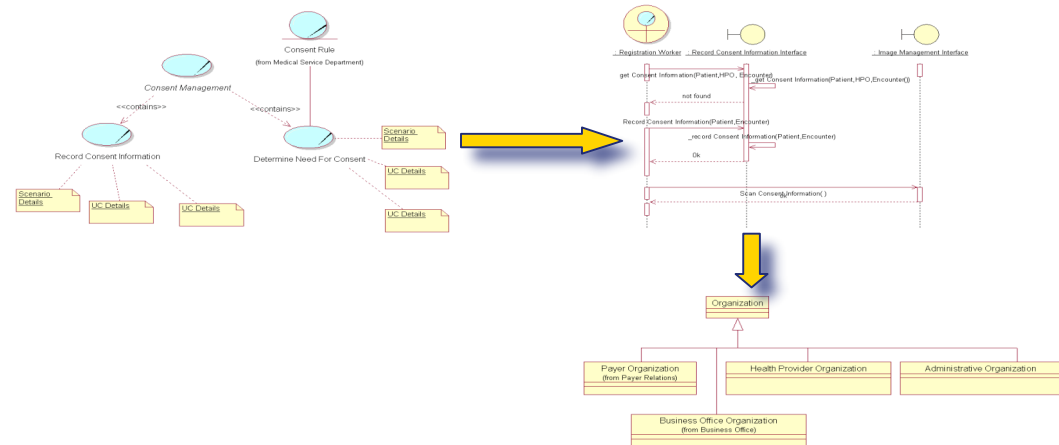 Consent Rule
(from Medical Service Department)
Consent Management
<<contains>>
<<contains>>
Record Consent Information
Determine Need For Consent
Scenario
Details
UC Details
UC Details
Scenario
Details
UC Details
UC Details
: Registration Worker
: Record Consent Information Interface
: Image Management Interface
get Consent Information(Patient,HPO , Encounter)
_get Consent Information(Patient,HPO,Encounter))
not found
Record Consent Information(Patient,Encounter)
_record Consent Information(Patient,Encounter)
Ok
Scan Consent Information( )
ok
Organization
Payer Organization
(from Payer Relations)
Health Provider Organization
Administrative Organization
Business Office Organization
(from Business Office)